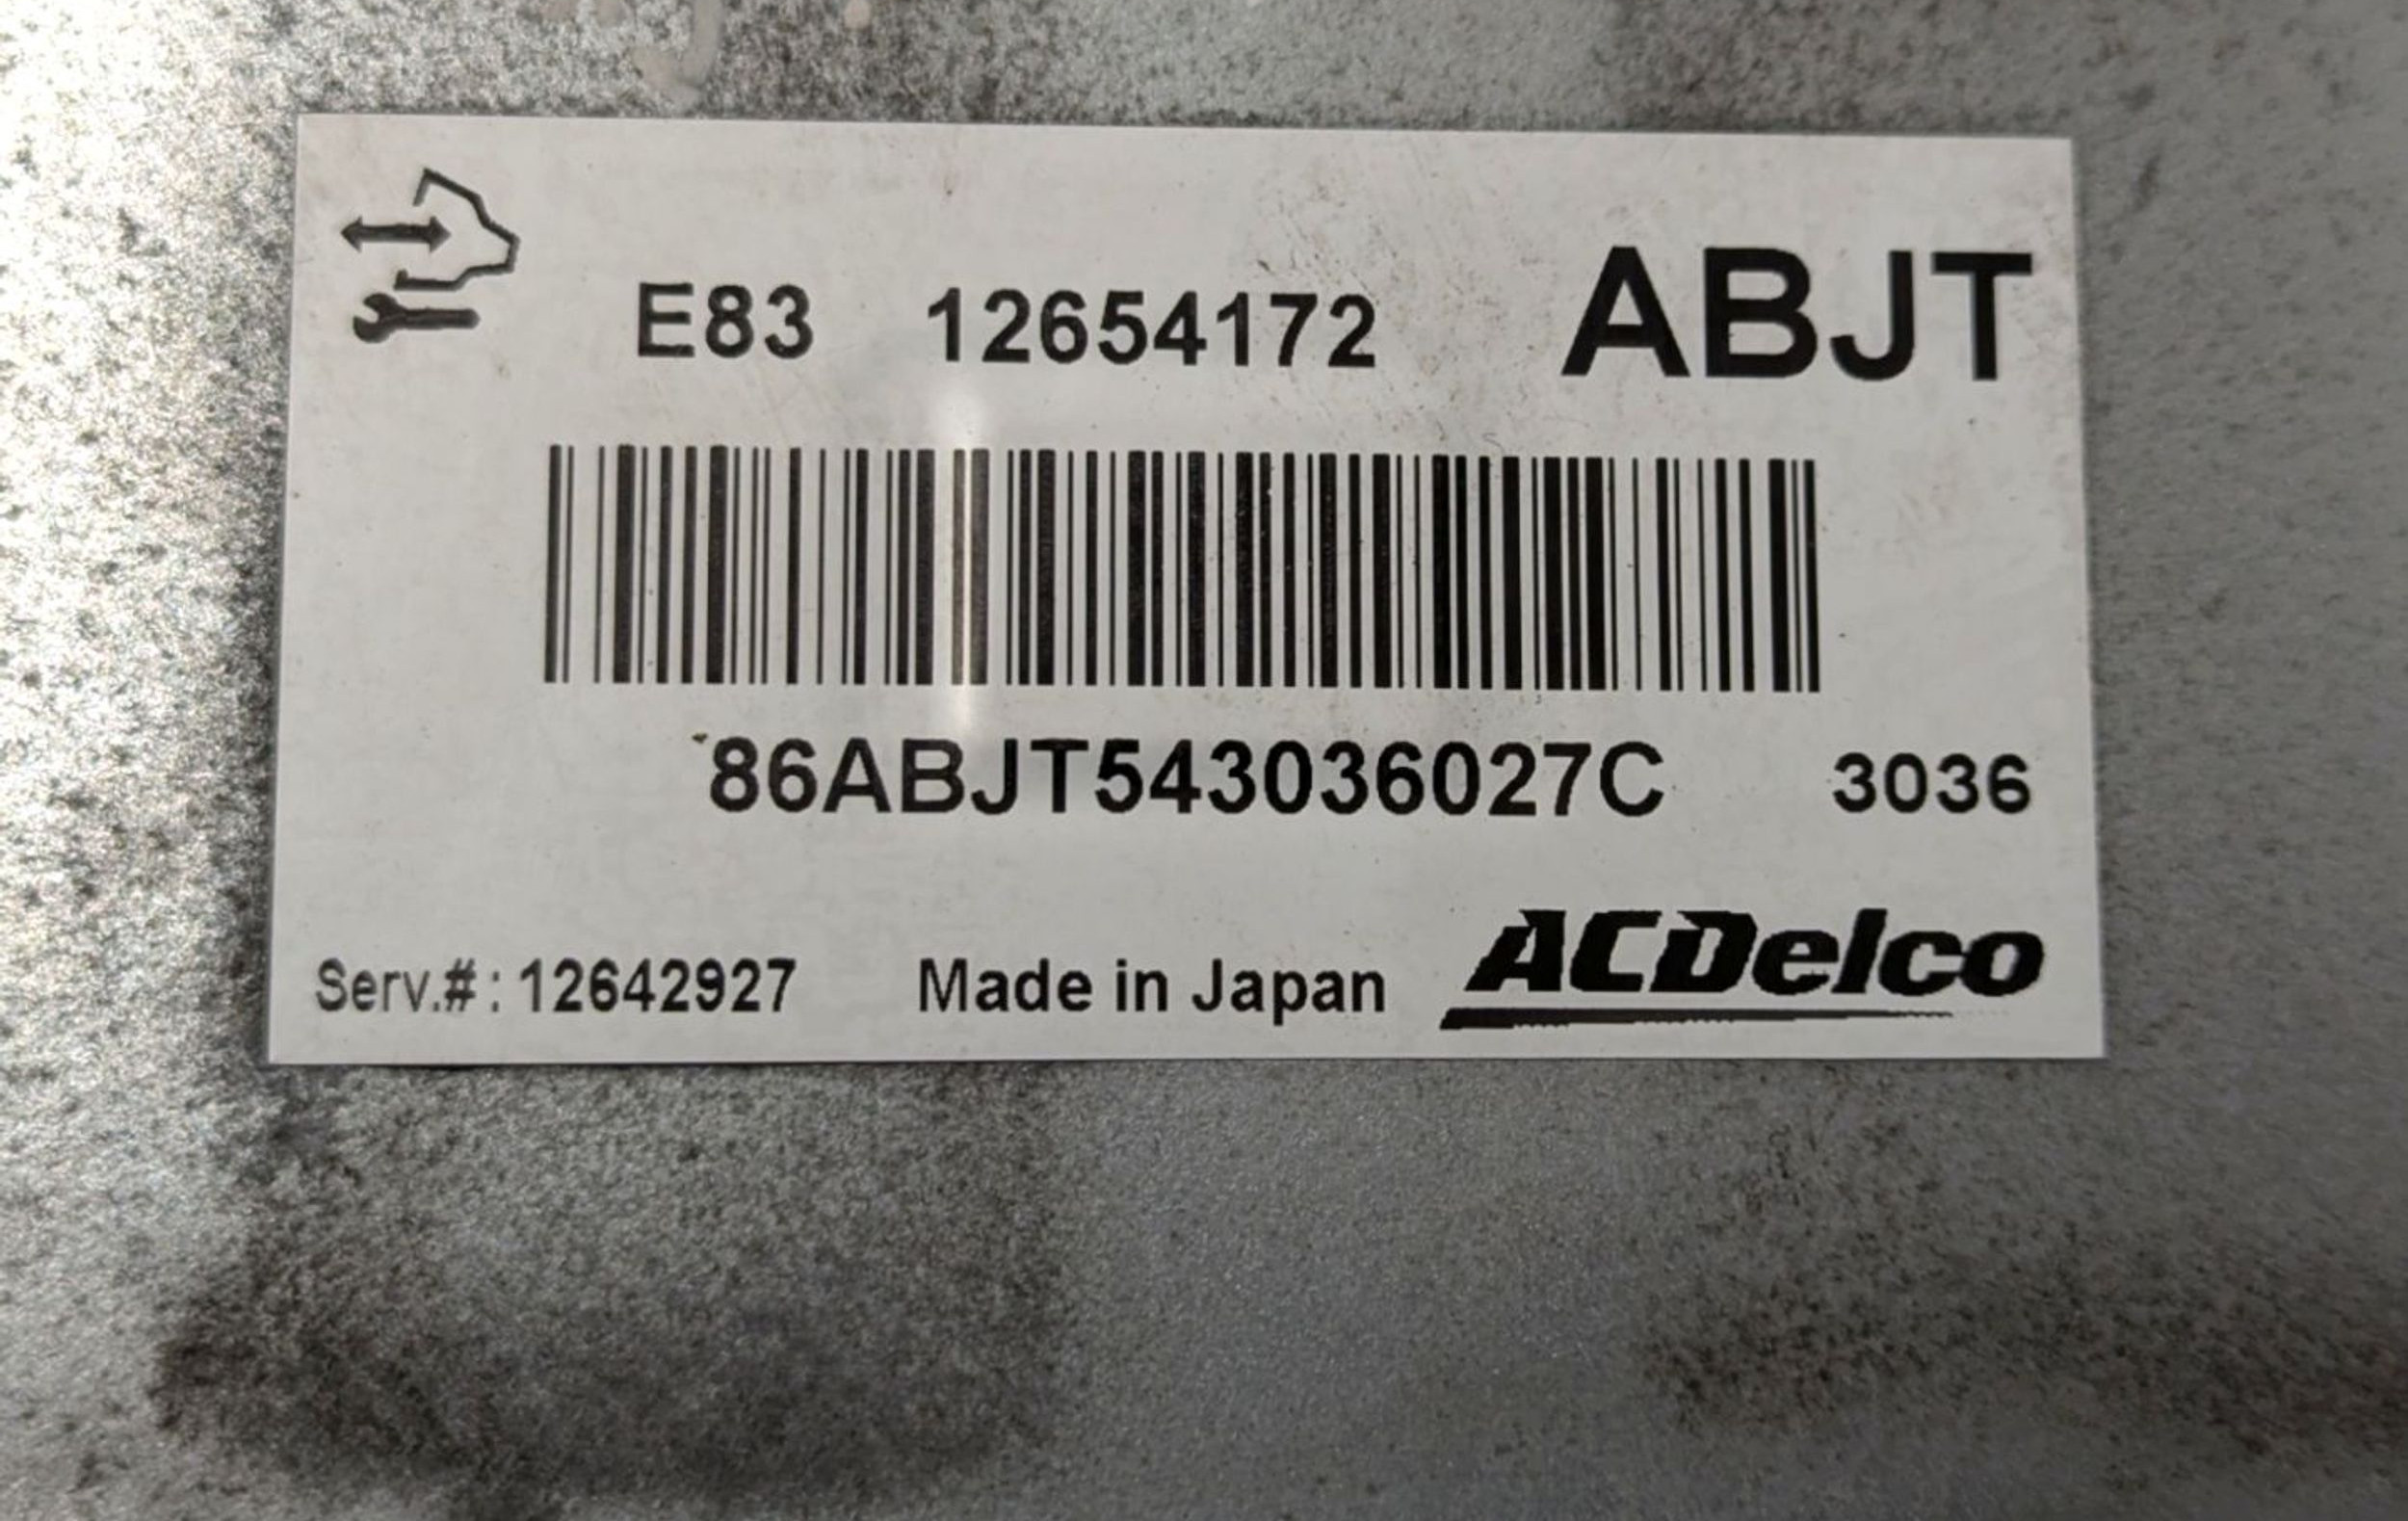 E83 12654172 ABJT
86ABJT543036027C 3036
Serv.#: 12642927 Made in Japan ACDelco